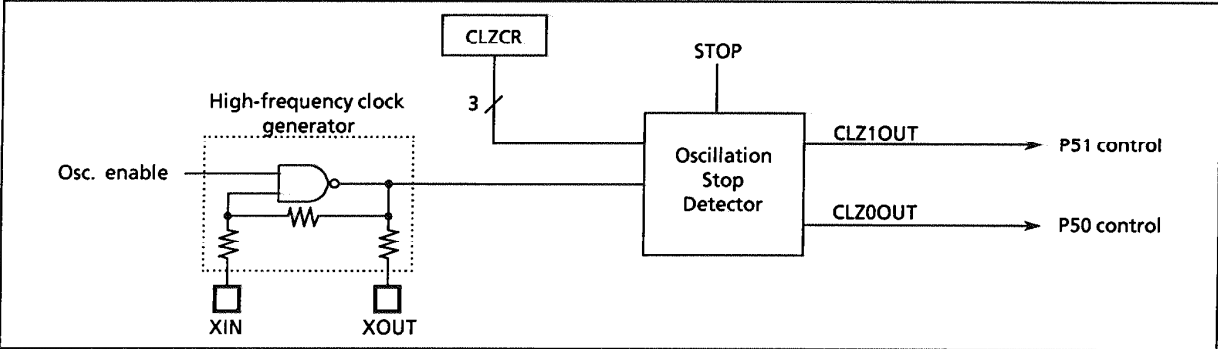 CLZCR
STOP
3
High-frequency clock
generator
Osc. enable
Oscillation
Stop
Detector
CLZ1OUT
P51 control
CLZ0OUT
P50 control
XIN
XOUT